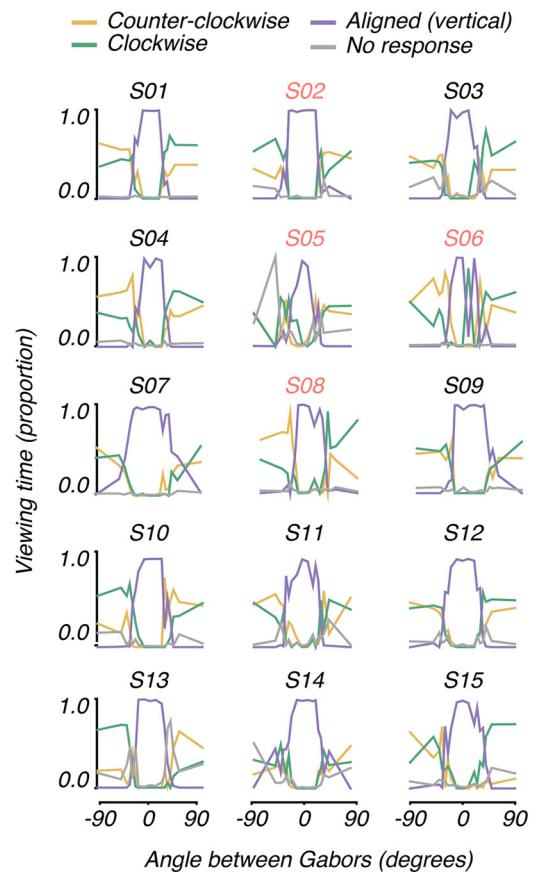 Counter-clockwise Aligned (vertical)
Clockwise No response
S01 S02 S03
1.0
0.0
S04 S05 S06
1.0
0.0
S07 S08 S09
1.0
0.0
S10 S11 S12
1.0
0.0
S13 S14 S15
1.0
0.0
-90 0 90 -90 0 90 -90 0 90
Viewing time (proportion)
Angle between Gabors (degrees)